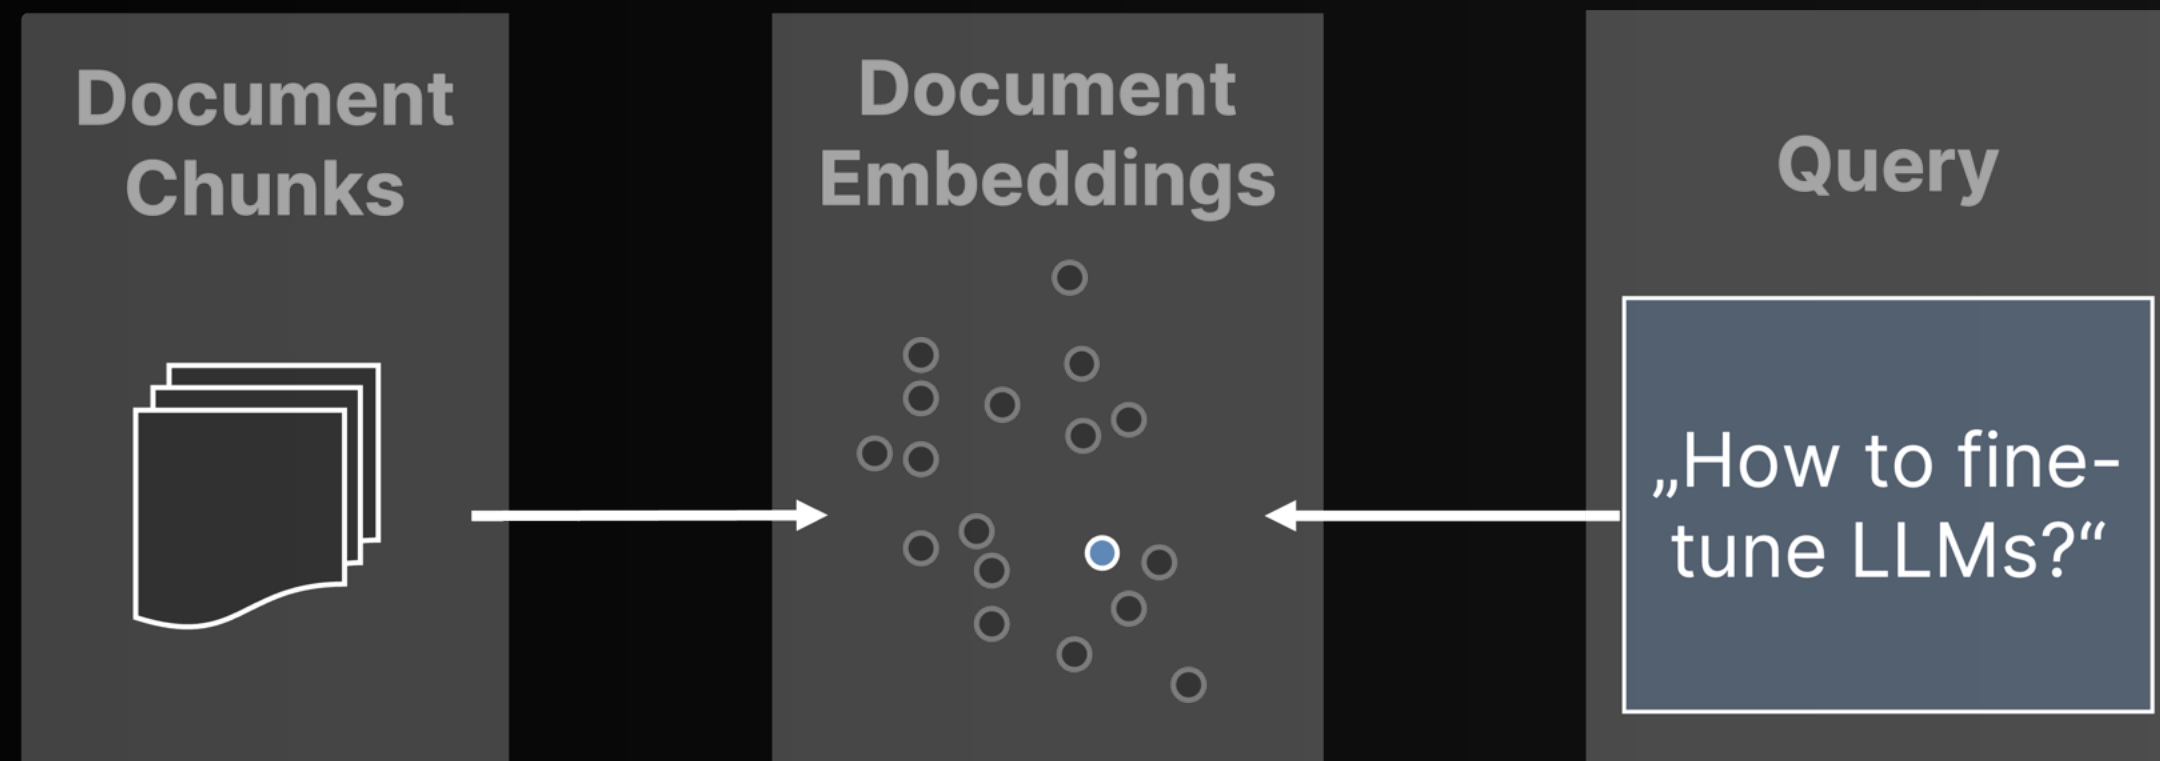 Document
Chunks
Document
Embeddings
Query
„How to fine-
tune LLMs?“